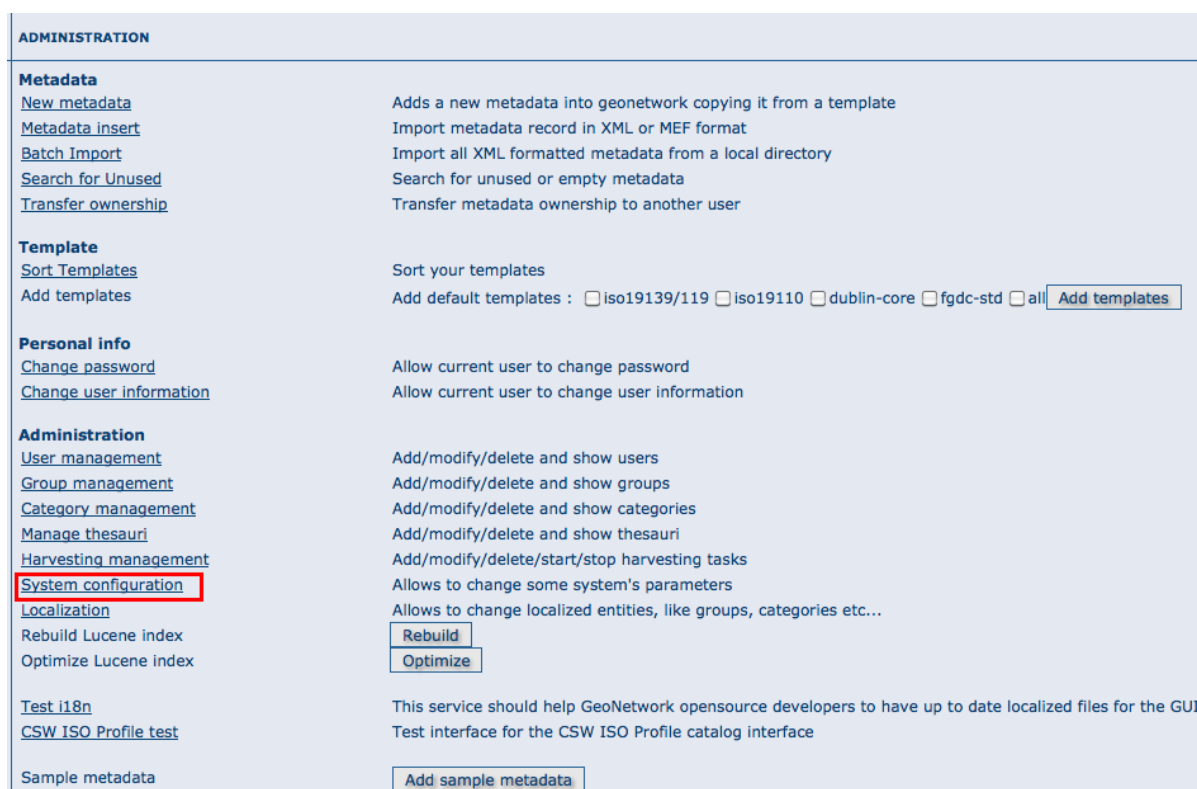 ADMINISTRATION
Metadata
New metadata Adds a new metadata into geonetwork copying it from a template
Metadata insert Import metadata record in XML or MEF format
Batch Import Import all XML formatted metadata from a local directory
Search for Unused Search for unused or empty metadata
Transfer ownership Transfer metadata ownership to another user
Template
Sort Templates Sort your templates
Add templates Add default templates : iso19139/119 iso19110 dublin-core fgdc-std all Add templates
Personal info
Change password Allow current user to change password
Change user information Allow current user to change user information
Administration
User management Add/modify/delete and show users
Group management Add/modify/delete and show groups
Category management Add/modify/delete and show categories
Manage thesauri Add/modify/delete and show thesauri
Harvesting management Add/modify/delete/start/stop harvesting tasks
System configuration Allows to change some system's parameters
Localization Allows to change localized entities, like groups, categories etc...
Rebuild Lucene index Rebuild
Optimize Lucene index Optimize
Test i18n This service should help GeoNetwork opensource developers to have up to date localized files for the GUI
CSW ISO Profile test Test interface for the CSW ISO Profile catalog interface
Sample metadata Add sample metadata